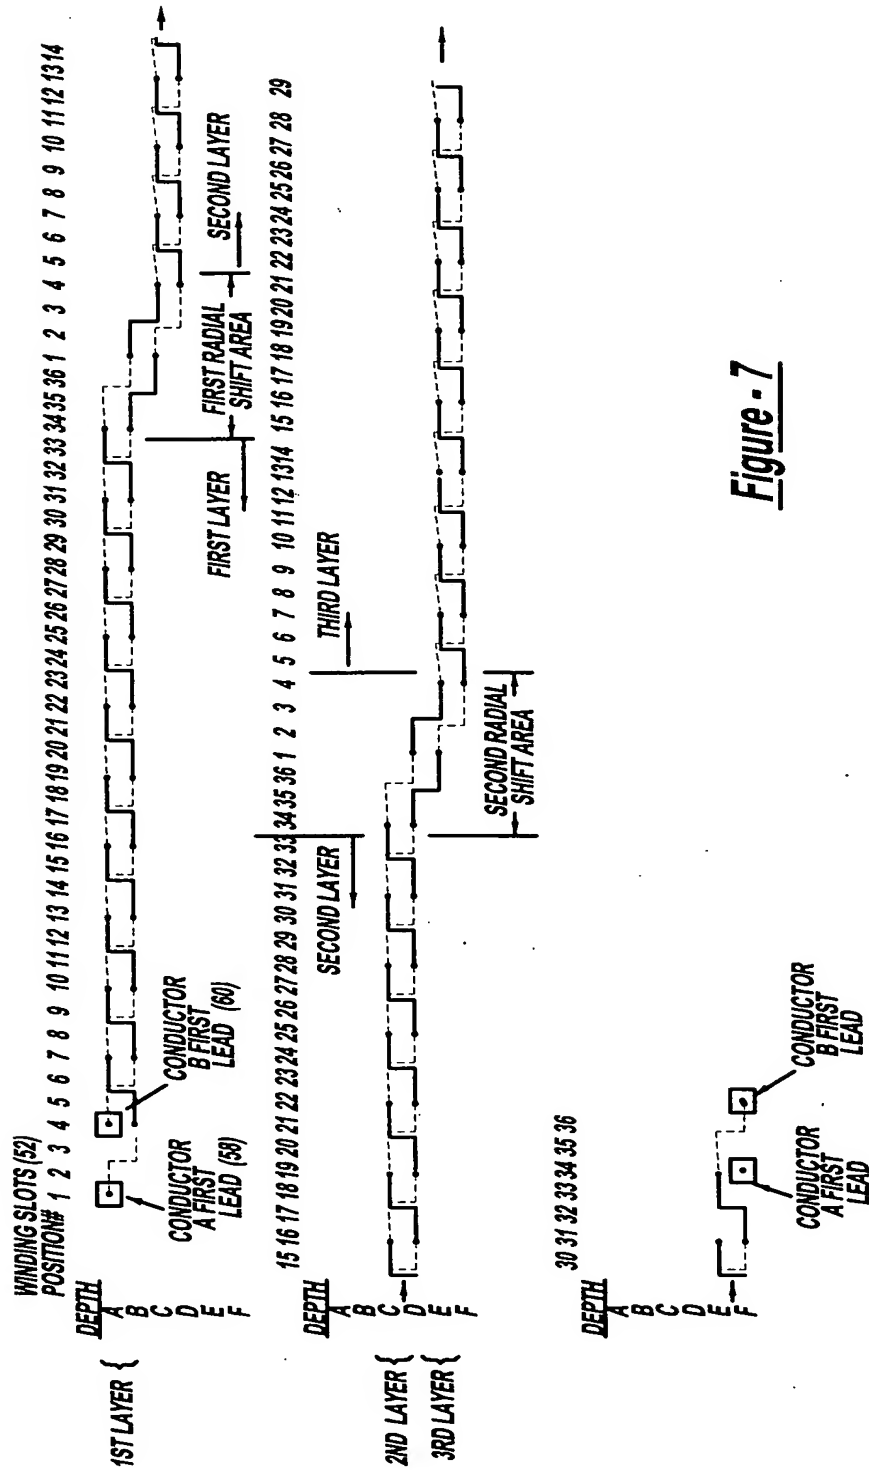 WINDING SLOTS (52)
POSITION# 1 2 3 4 5 6 7 8 9 10 11 12 13 14 15 16 17 18 19 20 21 22 23 24 25 26 27 28 29 30 31 32 33 34 35 36 1 2 3 4 5 6 7 8 9 10 11 12 13 14
DEPTH
A
B
C
D
E
F
1ST LAYER {
CONDUCTOR
A FIRST
LEAD (58)
CONDUCTOR
B FIRST
LEAD (60)
FIRST LAYER
FIRST RADIAL
SHIFT AREA
SECOND LAYER
15 16 17 18 19 20 21 22 23 24 25 26 27 28 29 30 31 32 33 34 35 36 1 2 3 4 5 6 7 8 9 10 11 12 13 14 15 16 17 18 19 20 21 22 23 24 25 26 27 28 29
DEPTH
A
B
C
D
E
F
2ND LAYER {
3RD LAYER {
SECOND LAYER
THIRD LAYER
SECOND RADIAL
SHIFT AREA
30 31 32 33 34 35 36
DEPTH
A
B
C
D
E
F
CONDUCTOR
A FIRST
LEAD
CONDUCTOR
B FIRST
LEAD
Figure - 7